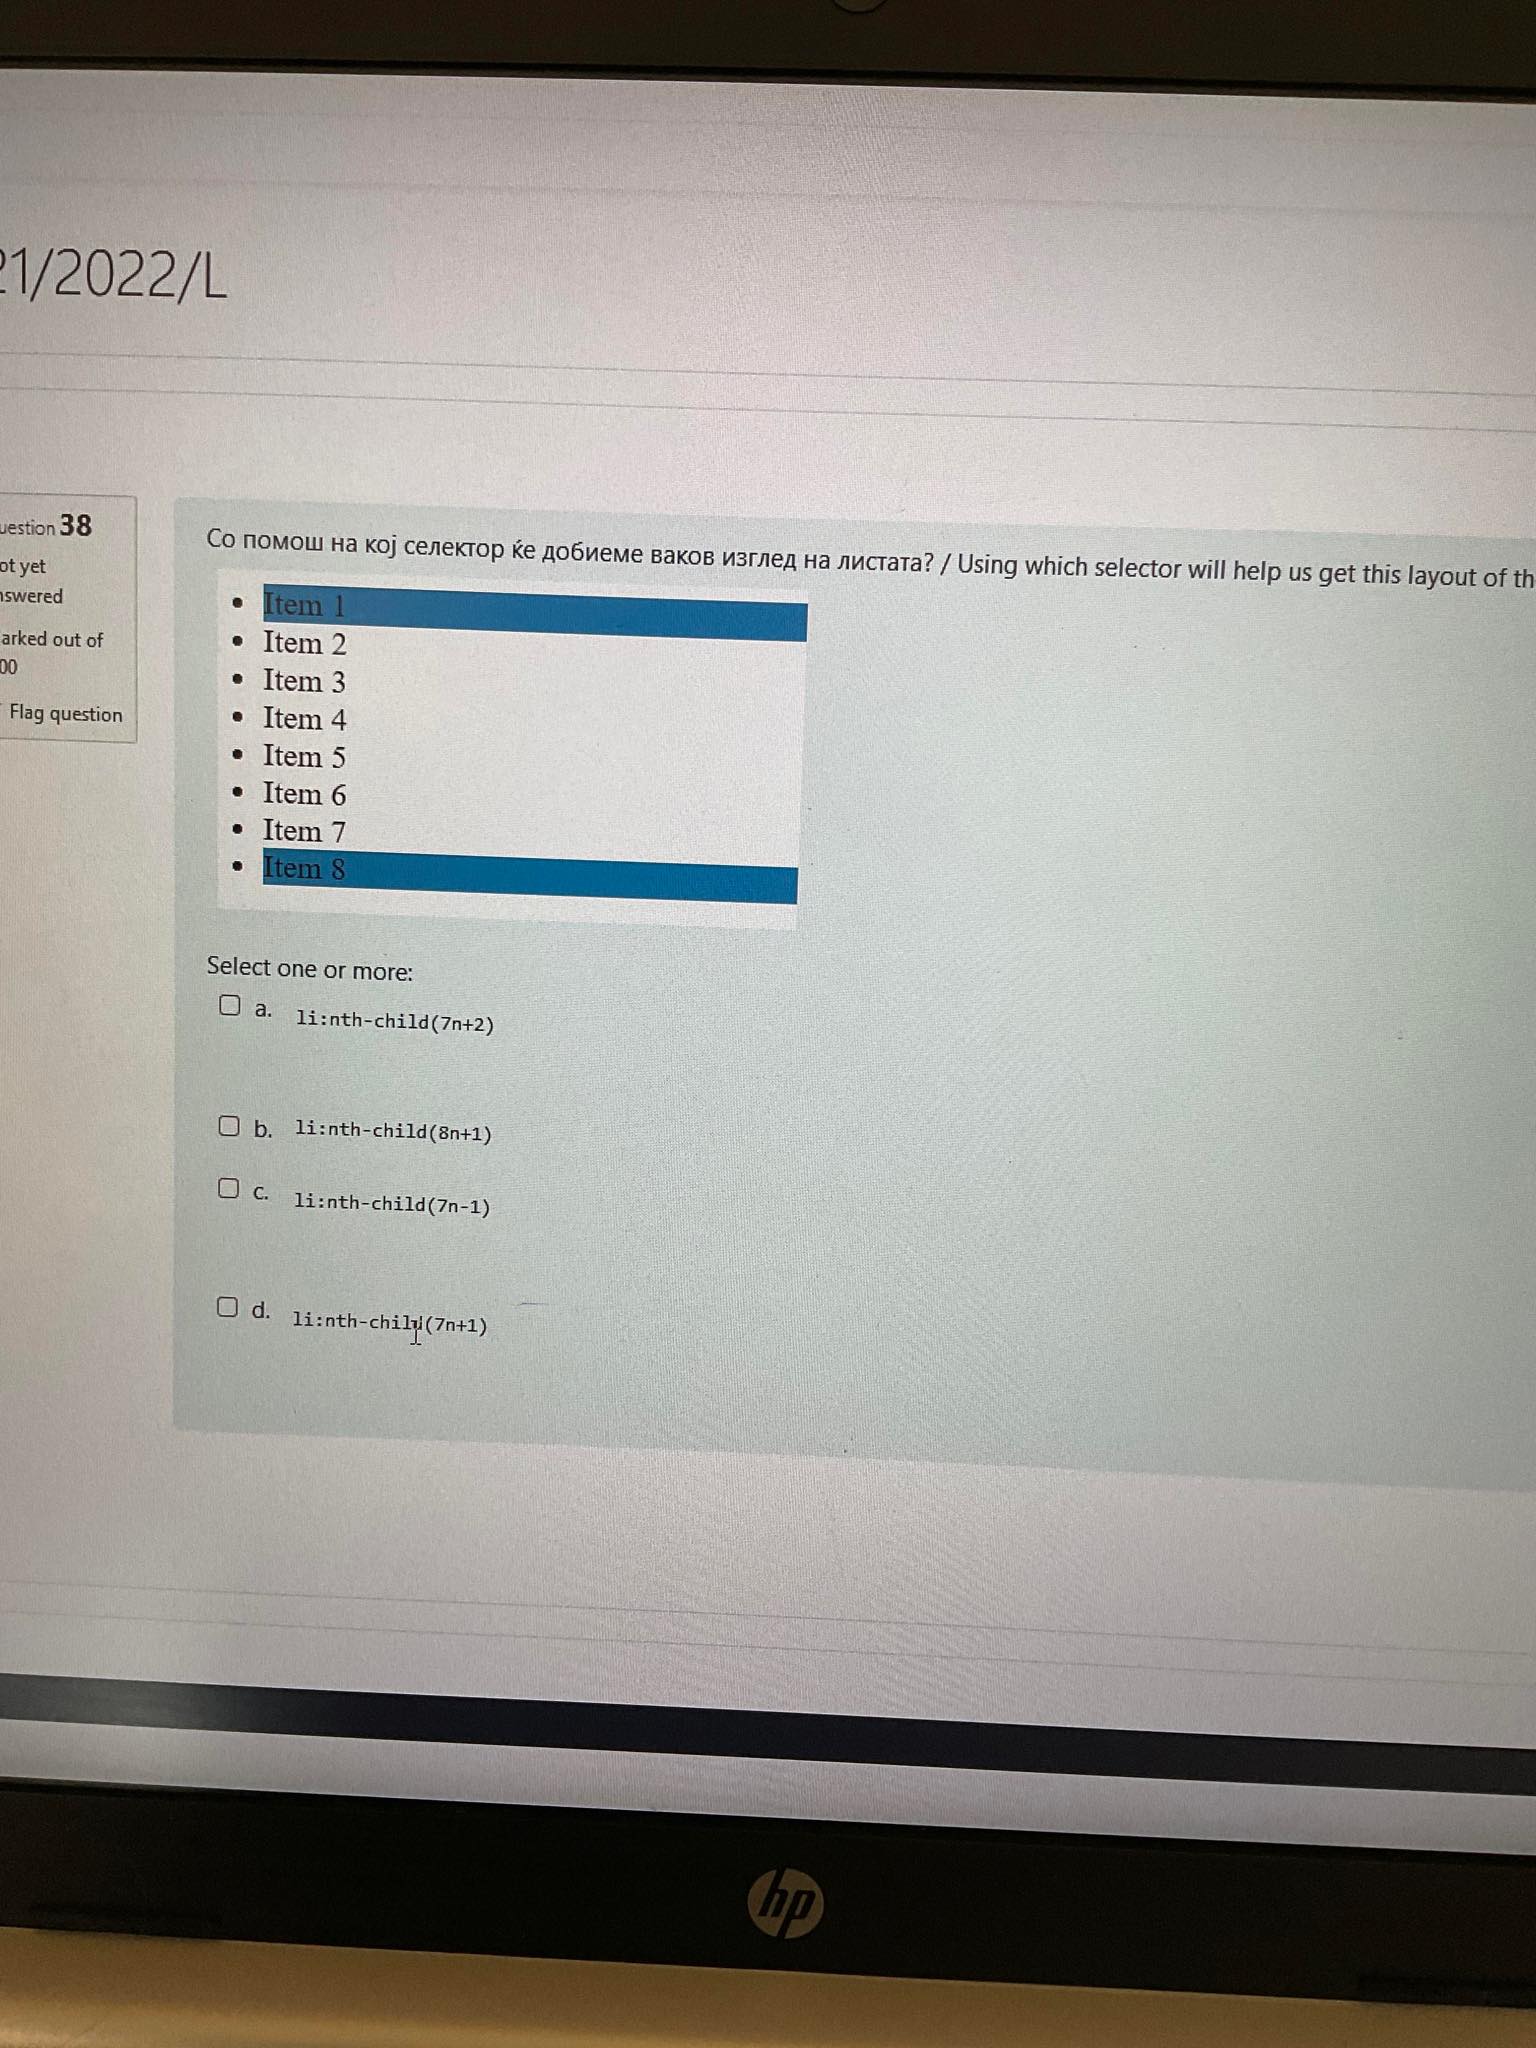 21/2022/L
uestion 38
ot yet
nswered
arked out of
00
Flag question
Со помош на кој селектор ќе добиеме ваков изглед на листата? / Using which selector will help us get this layout of th
• Item 1
• Item 2
• Item 3
• Item 4
• Item 5
• Item 6
• Item 7
• Item 8
Select one or more:
a. li:nth-child(7n+2)
b. li:nth-child(8n+1)
c. li:nth-child(7n-1)
d. li:nth-child(7n+1)
hp